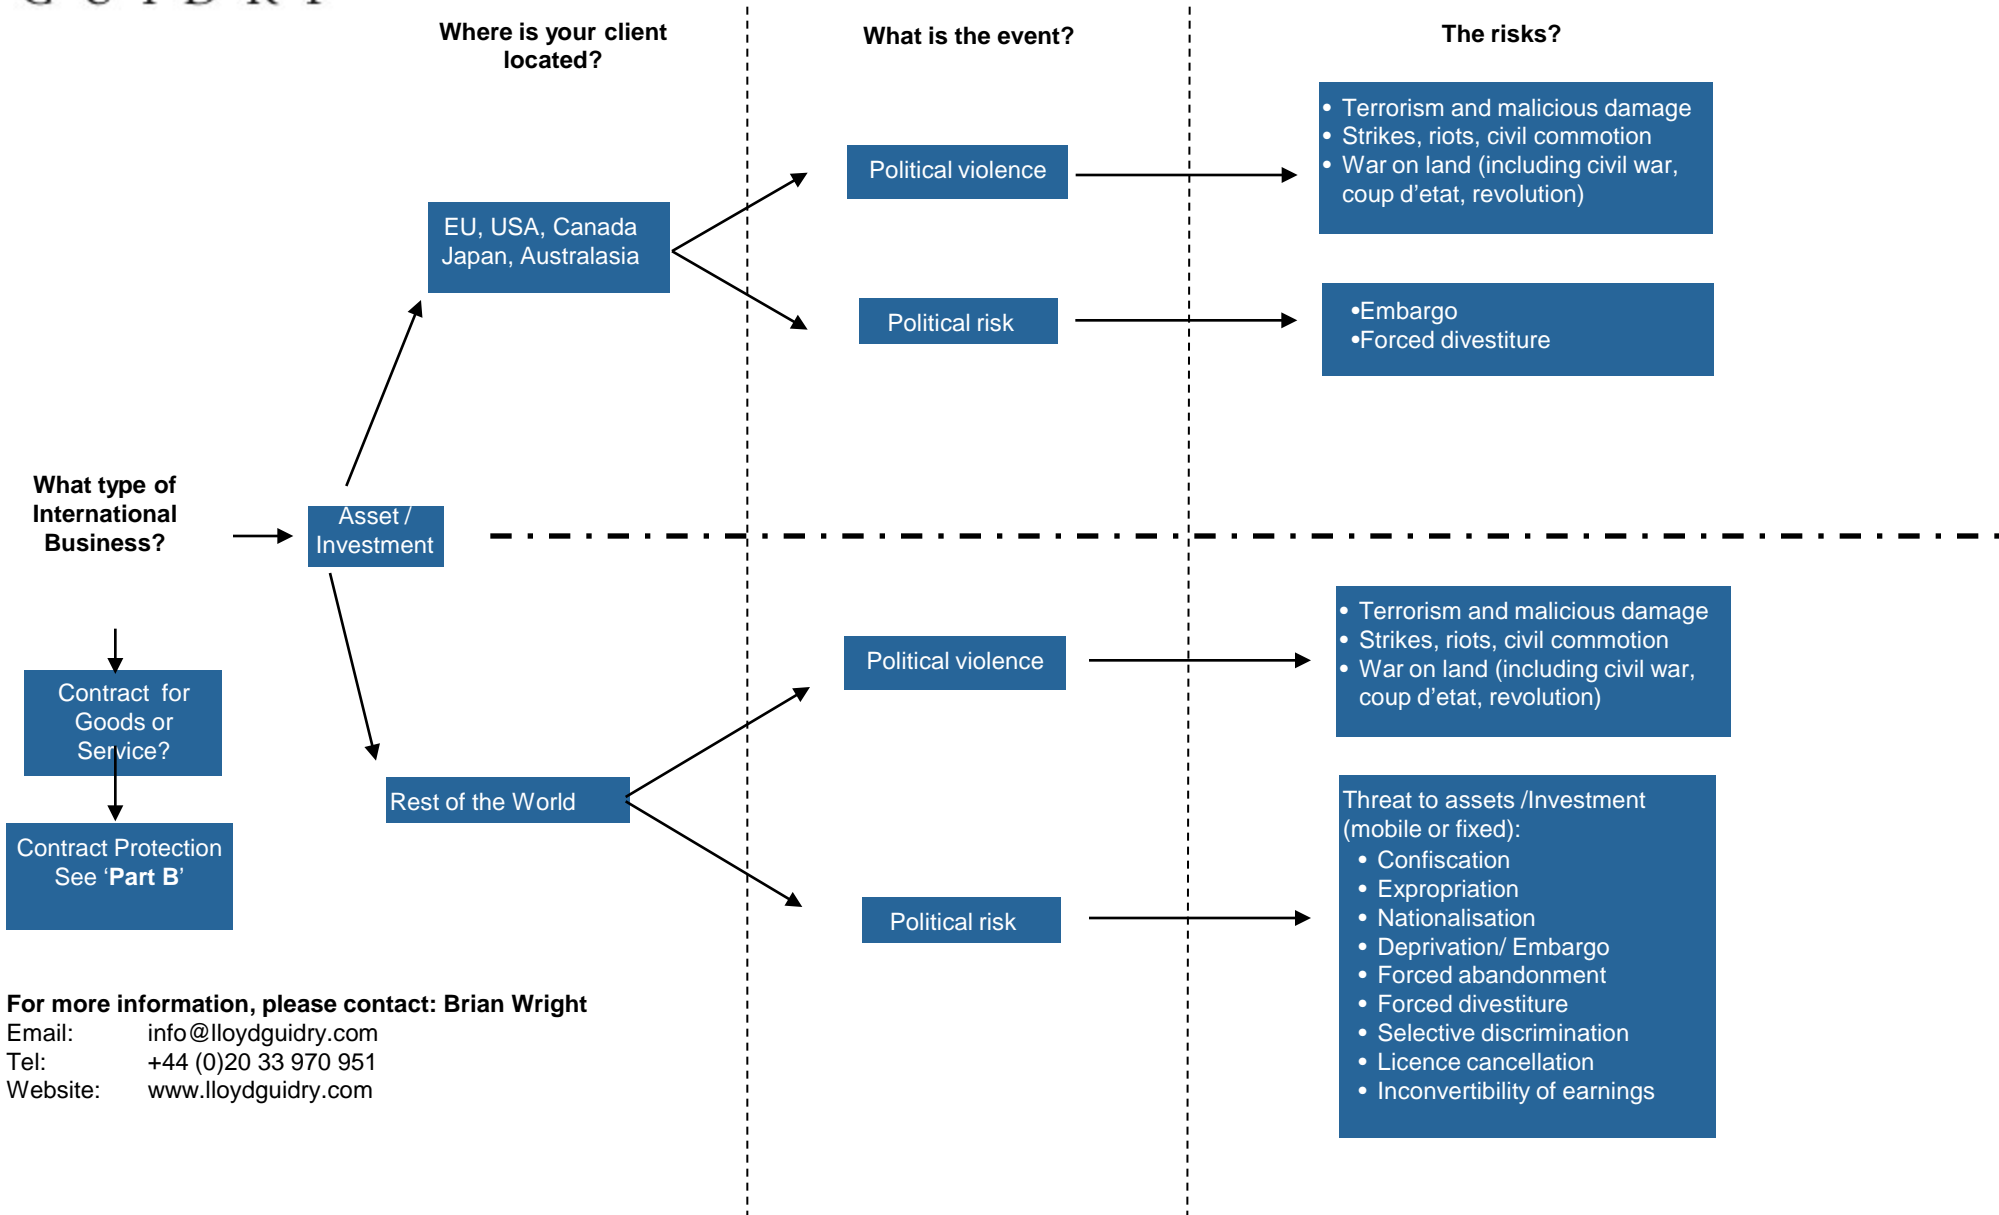 Where is your client
located?
What is the event?
The risks?
• Terrorism and malicious damage
• Strikes, riots, civil commotion
• War on land (including civil war,
coup d'etat, revolution)
Political violence
EU, USA, Canada
Japan, Australasia
Political risk
•Embargo
•Forced divestiture
What type of
International
Business?
Asset /
Investment
• Terrorism and malicious damage
• Strikes, riots, civil commotion
• War on land (including civil war,
coup d'etat, revolution)
Political violence
Contract  for
Goods or
Service?
Rest of the World
Threat to assets /Investment
(mobile or fixed):
• Confiscation
• Expropriation
• Nationalisation
• Deprivation/ Embargo
• Forced abandonment
• Forced divestiture
• Selective discrimination
• Licence cancellation
• Inconvertibility of earnings
Contract Protection
See ‘Part B’
Political risk
For more information, please contact: Brian Wright
Email: info@lloydguidry.com
Tel: +44 (0)20 33 970 951
Website: www.lloydguidry.com